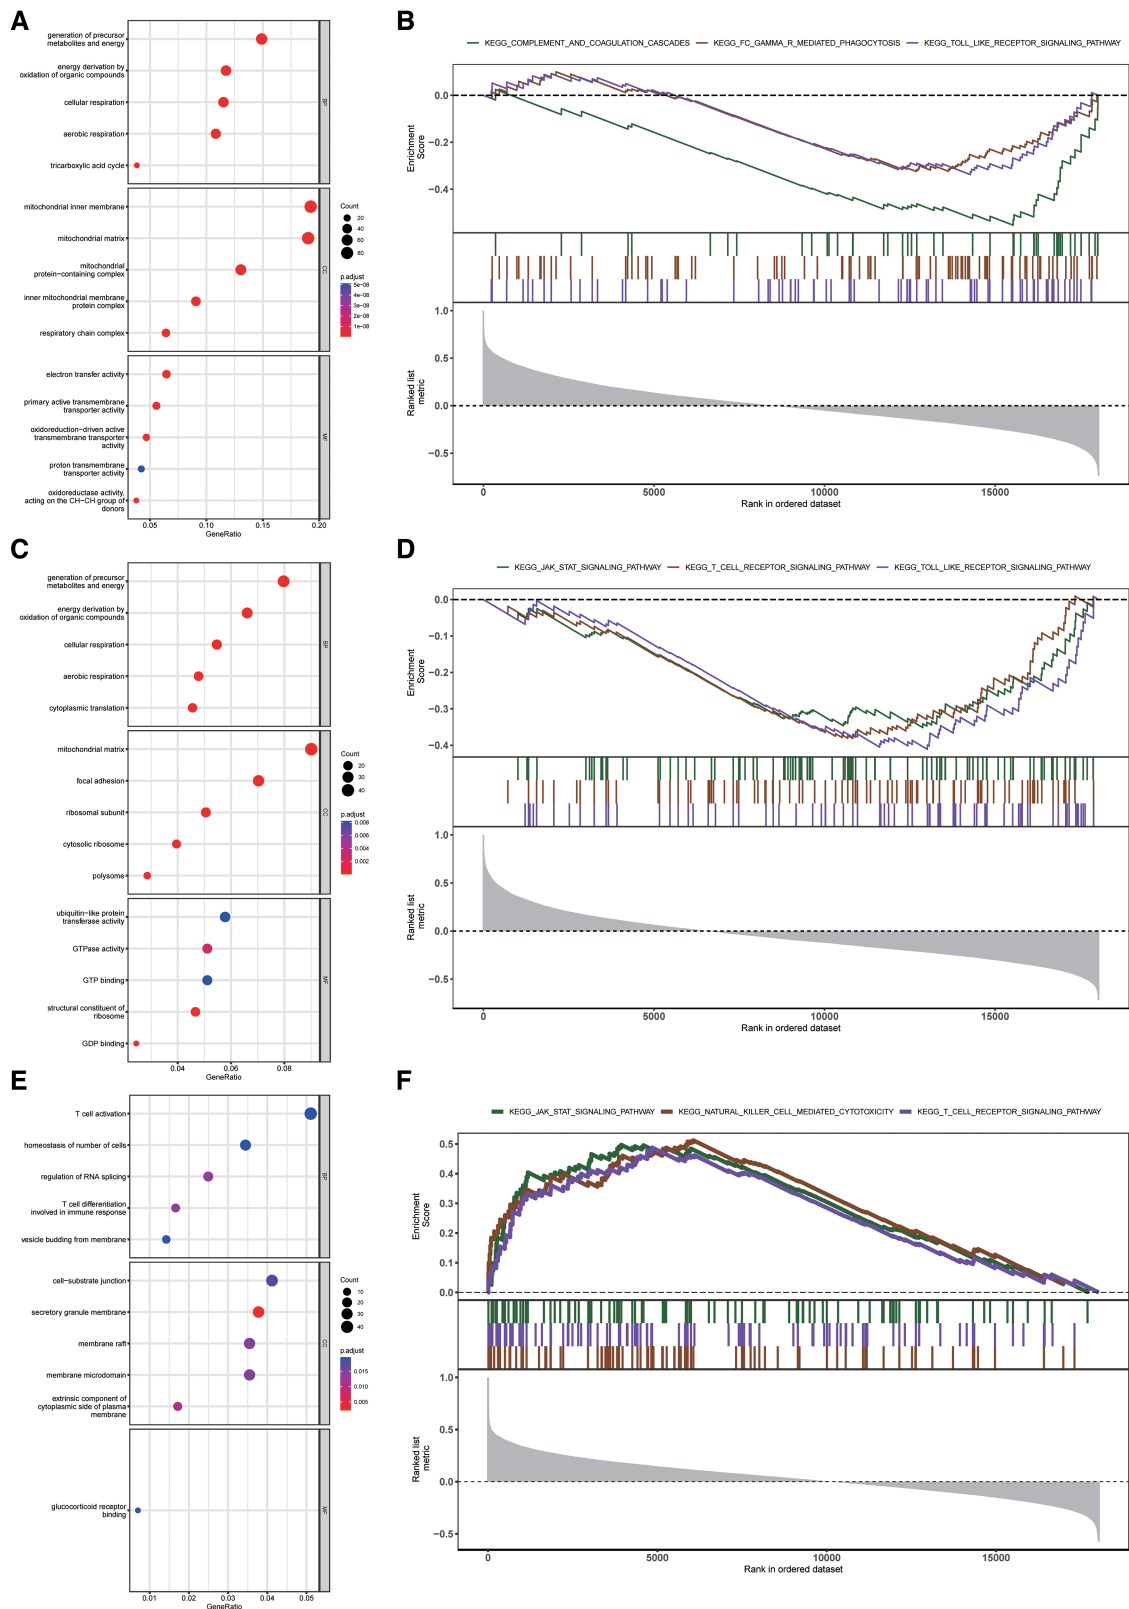 A
generation of precursor
metabolites and energy
energy derivation by
oxidation of organic compounds
cellular respiration
aerobic respiration
tricarboxylic acid cycle
BP
mitochondrial inner membrane
mitochondrial matrix
mitochondrial
protein−containing complex
inner mitochondrial membrane
protein complex
respiratory chain complex
CC
electron transfer activity
primary active transmembrane
transporter activity
oxidoreduction−driven active
transmembrane transporter
activity
proton transmembrane
transporter activity
oxidoreductase activity,
acting on the CH−CH group of
donors
MF
0.05 0.10 0.15 0.20
GeneRatio
Count
20
40
60
80
p.adjust
5e−08
4e−08
3e−08
2e−08
1e−08
B
KEGG_COMPLEMENT_AND_COAGULATION_CASCADES KEGG_FC_GAMMA_R_MEDIATED_PHAGOCYTOSIS KEGG_TOLL_LIKE_RECEPTOR_SIGNALING_PATHWAY
Enrichment
Score
0.0
−0.2
−0.4
Ranked list
metric
1.0
0.5
0.0
−0.5
0 5000 10000 15000
Rank in ordered dataset
C
generation of precursor
metabolites and energy
energy derivation by
oxidation of organic compounds
cellular respiration
aerobic respiration
cytoplasmic translation
BP
mitochondrial matrix
focal adhesion
ribosomal subunit
cytosolic ribosome
polysome
CC
ubiquitin−like protein
transferase activity
GTPase activity
GTP binding
structural constituent of
ribosome
GDP binding
MF
0.04 0.06 0.08
GeneRatio
Count
20
30
40
p.adjust
0.008
0.006
0.004
0.002
D
KEGG_JAK_STAT_SIGNALING_PATHWAY KEGG_T_CELL_RECEPTOR_SIGNALING_PATHWAY KEGG_TOLL_LIKE_RECEPTOR_SIGNALING_PATHWAY
Enrichment
Score
0.0
−0.1
−0.2
−0.3
−0.4
Ranked list
metric
1.0
0.5
0.0
−0.5
0 5000 10000 15000
Rank in ordered dataset
E
T cell activation
homeostasis of number of cells
regulation of RNA splicing
T cell differentiation
involved in immune response
vesicle budding from membrane
BP
cell−substrate junction
secretory granule membrane
membrane raft
membrane microdomain
extrinsic component of
cytoplasmic side of plasma
membrane
CC
glucocorticoid receptor
binding
MF
0.01 0.02 0.03 0.04 0.05
GeneRatio
Count
10
20
30
40
p.adjust
0.015
0.010
0.005
F
KEGG_JAK_STAT_SIGNALING_PATHWAY KEGG_NATURAL_KILLER_CELL_MEDIATED_CYTOTOXICITY KEGG_T_CELL_RECEPTOR_SIGNALING_PATHWAY
Enrichment
Score
0.5
0.4
0.3
0.2
0.1
0.0
Ranked list
metric
1.0
0.5
0.0
−0.5
0 5000 10000 15000
Rank in ordered dataset